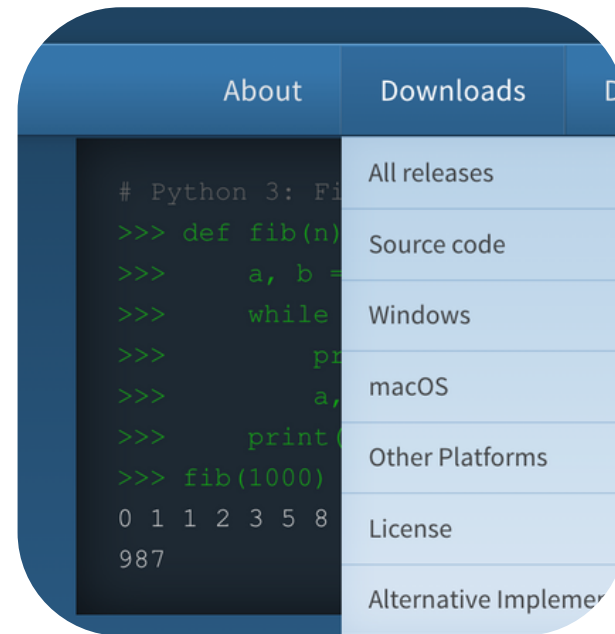 About Downloads D
# Python 3: Fi
>>> def fib(n)
>>> a, b =
>>> while
>>> pr
>>> a,
>>> print(
>>> fib(1000)
0 1 1 2 3 5 8
987
All releases
Source code
Windows
macOS
Other Platforms
License
Alternative Implemen